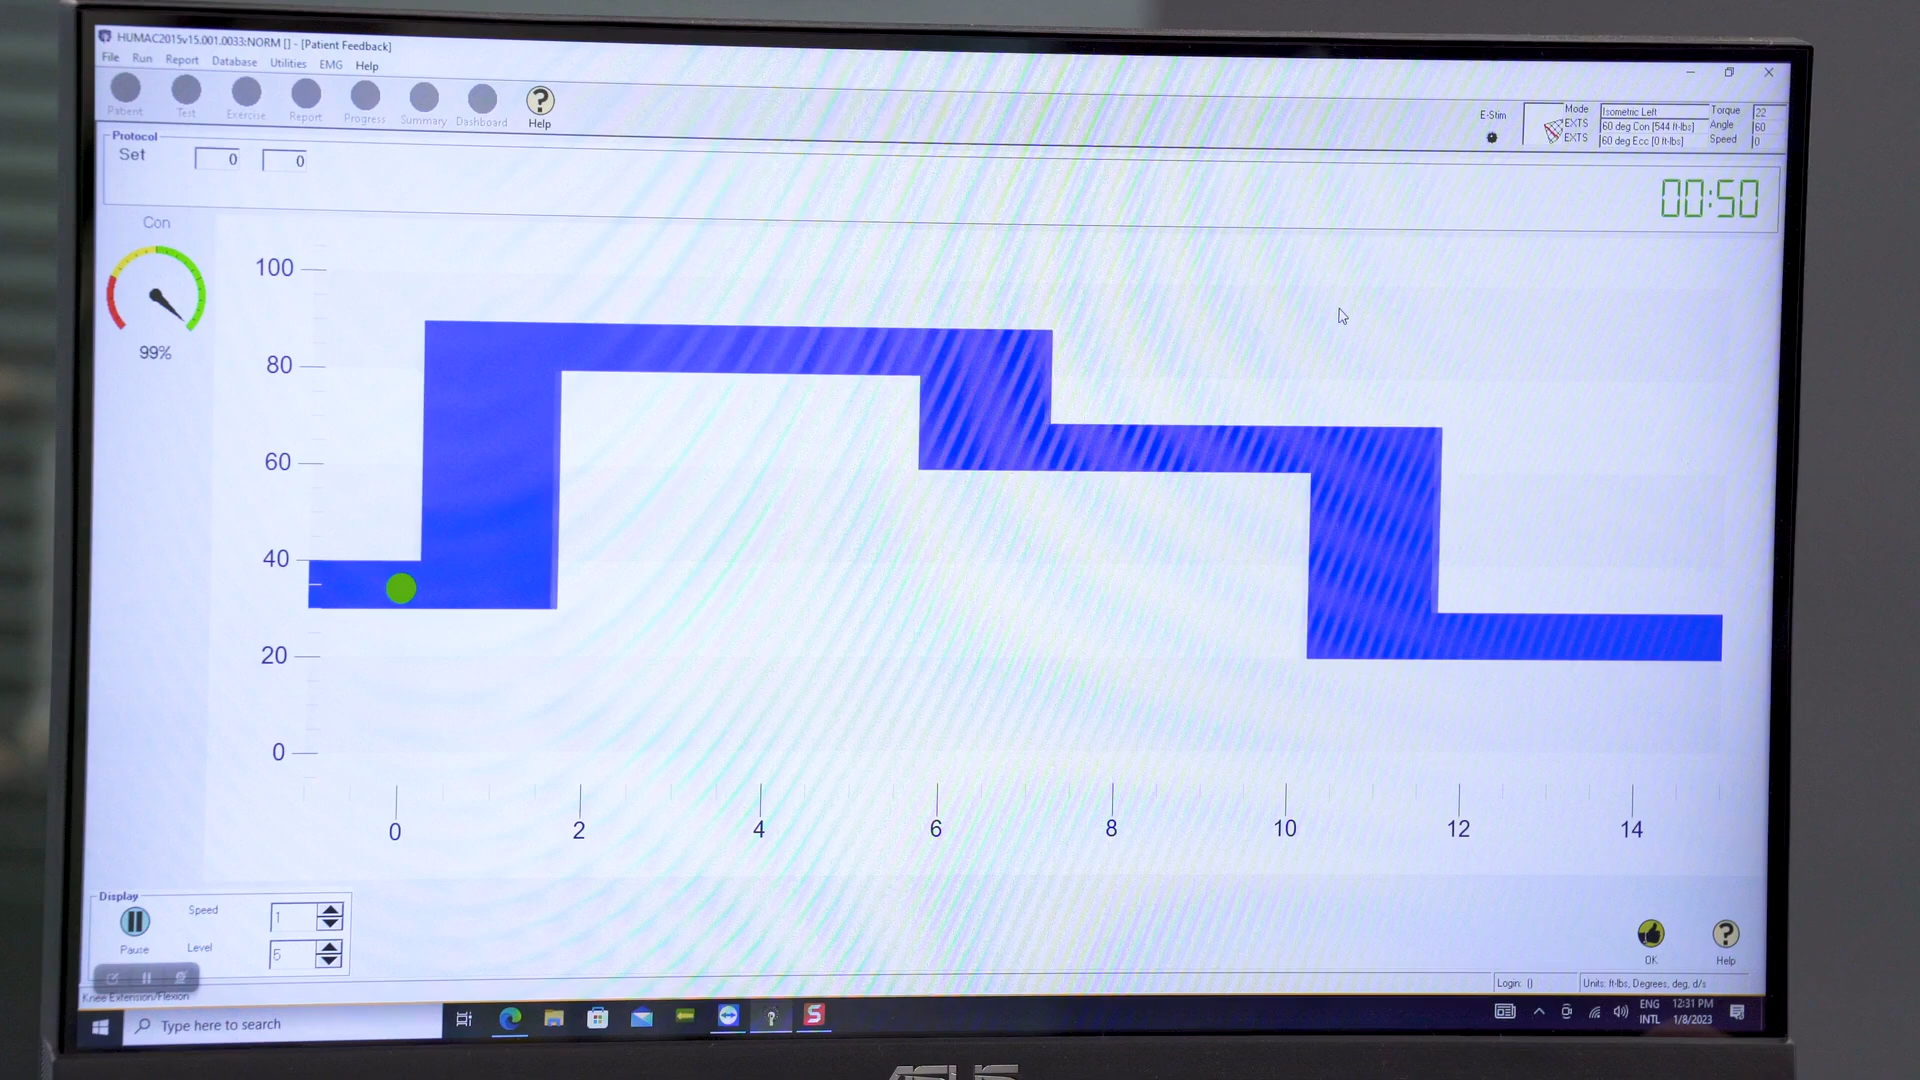 HUMAC2015v15.001.0033:NORM [] - [Patient Feedback]
File Run Report Database Utilities EMG Help
Patient Test Exercise Report Progress Summary Dashboard Help
E-Stim
Mode Isometric Left Torque 22
EXTS 60 deg Con [544 ft-lbs] Angle 60
EXTS 60 deg Ecc [0 ft-lbs] Speed 0
Protocol
Set 0 0
00:50
Con
99%
100
80
60
40
20
0
0 2 4 6 8 10 12 14
Display
Speed 1
Pause Level 5
OK Help
Knee Extension/Flexion
Login: () Units: ft-lbs, Degrees, deg, d/s
Type here to search
ENG 12:31 PM
INTL 1/8/2023
ASUS